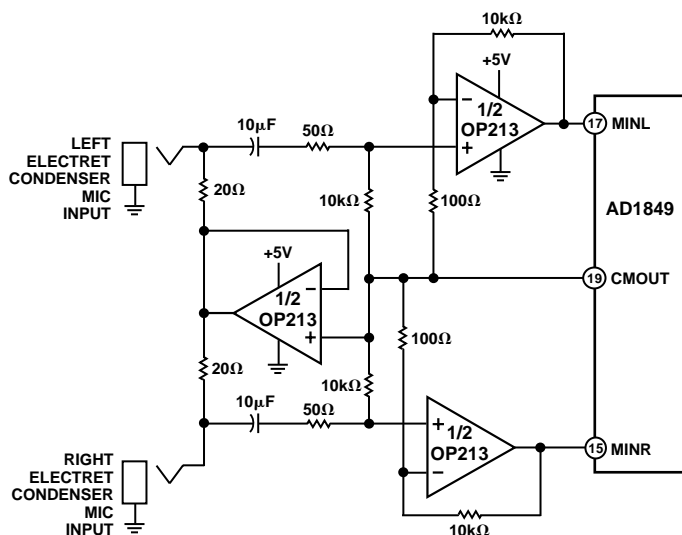 10kΩ
+5V
−
1/2
OP213
+
17
MINL
LEFT
ELECTRET
CONDENSER
MIC
INPUT
10µF
50Ω
20Ω
10kΩ
100Ω
AD1849
+5V
−
1/2
OP213
+
19
CMOUT
100Ω
20Ω
10kΩ
10µF
50Ω
+
1/2
OP213
−
15
MINR
RIGHT
ELECTRET
CONDENSER
MIC
INPUT
10kΩ